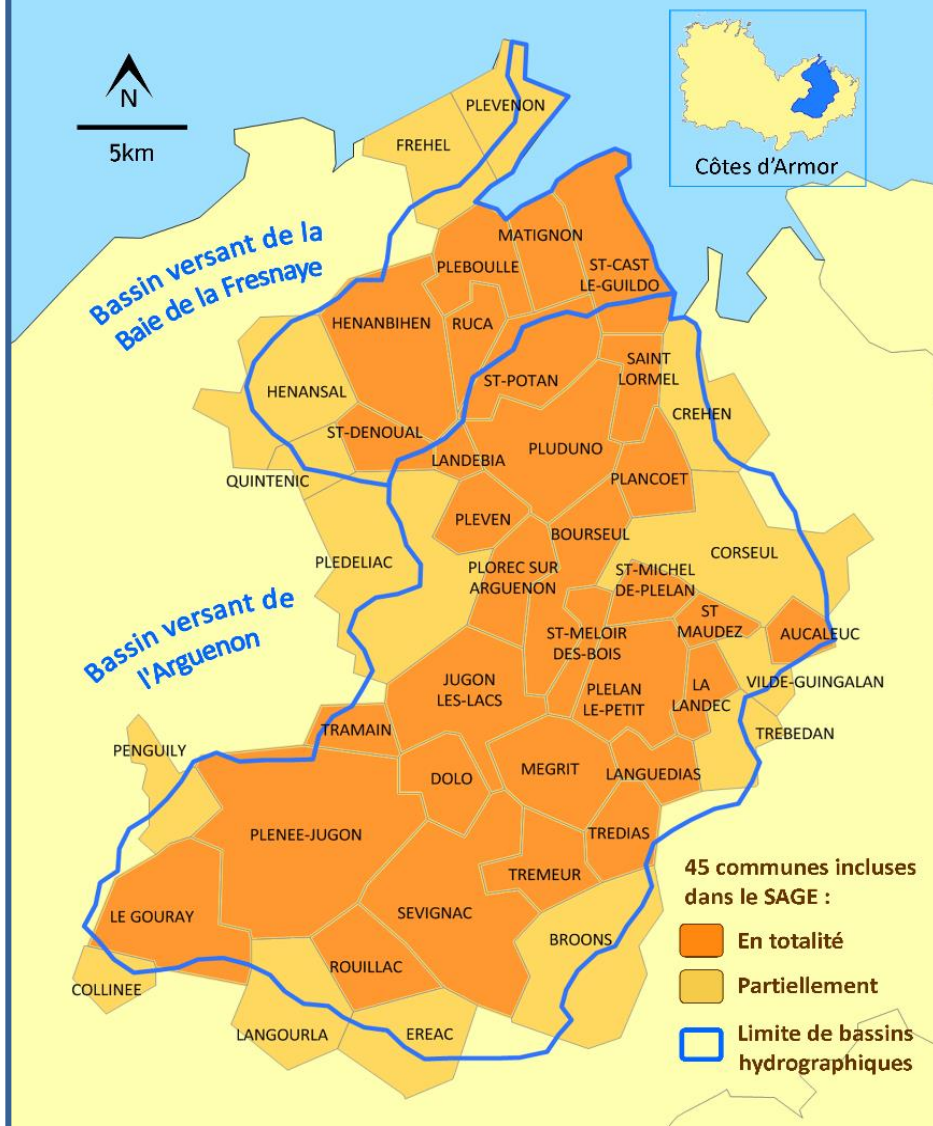 N
5km
Côtes d'Armor
PLEVENON
FREHEL
Bassin versant de la
Baie de la Fresnaye
MATIGNON
PLEBOULLE
ST-CAST
LE-GUILDO
HENANBIHEN
RUCA
SAINT
LORMEL
ST-POTAN
HENANSAL
CREHEN
ST-DENOUAL
PLUDUNO
LANDEBIA
QUINTENIC
PLANCOET
PLEVEN
BOURSEUL
PLEDELIAC
CORSEUL
PLOREC SUR
ARGUENON
ST-MICHEL
DE-PLELAN
Bassin versant de
l'Arguenon
ST
MAUDEZ
AUCALEUC
ST-MELOIR
DES-BOIS
JUGON
LES-LACS
VILDE-GUINGALAN
PLELAN
LE-PETIT
LA
LANDEC
TRAMAIN
TREBEDAN
PENGUILY
DOLO
MEGRIT
LANGUEDIAS
PLENEE-JUGON
TREDIAS
TREMEUR
LE GOURAY
SEVIGNAC
BROONS
ROUILLAC
COLLINEE
LANGOURLA
EREAC
45 communes incluses
dans le SAGE :
En totalité
Partiellement
Limite de bassins
hydrographiques